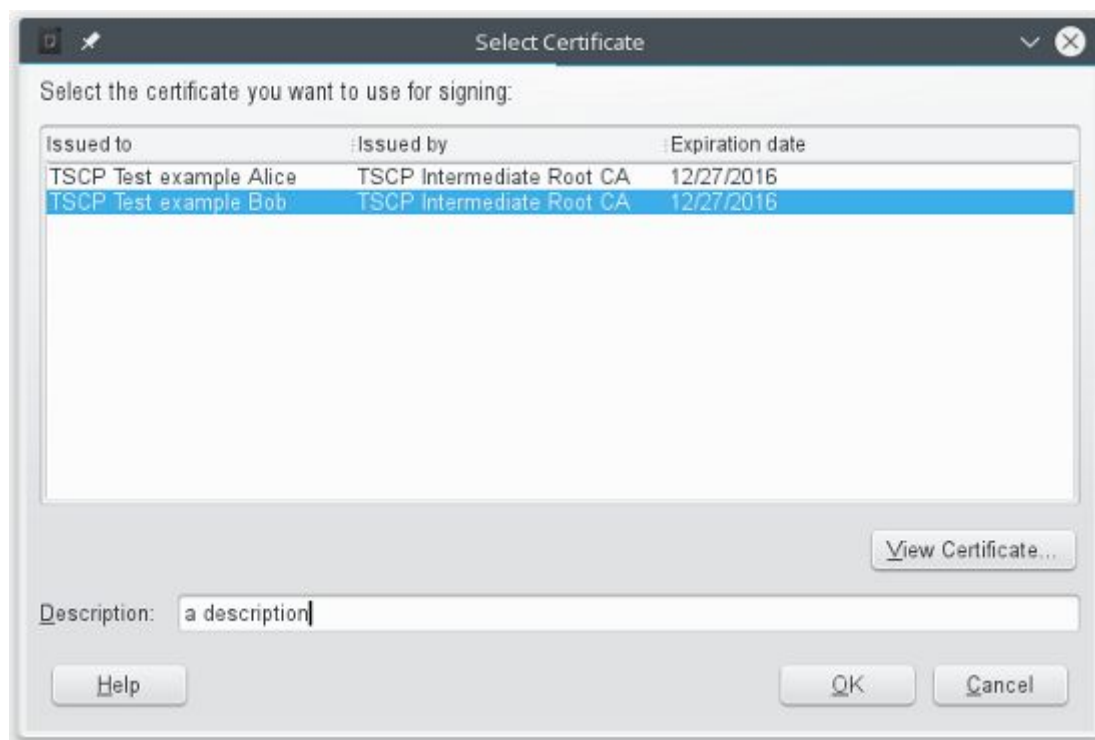 Select Certificate
Select the certificate you want to use for signing:
Issued to Issued by Expiration date
TSCP Test example Alice TSCP Intermediate Root CA 12/27/2016
TSCP Test example Bob TSCP Intermediate Root CA 12/27/2016
View Certificate...
Description: a description
Help OK Cancel